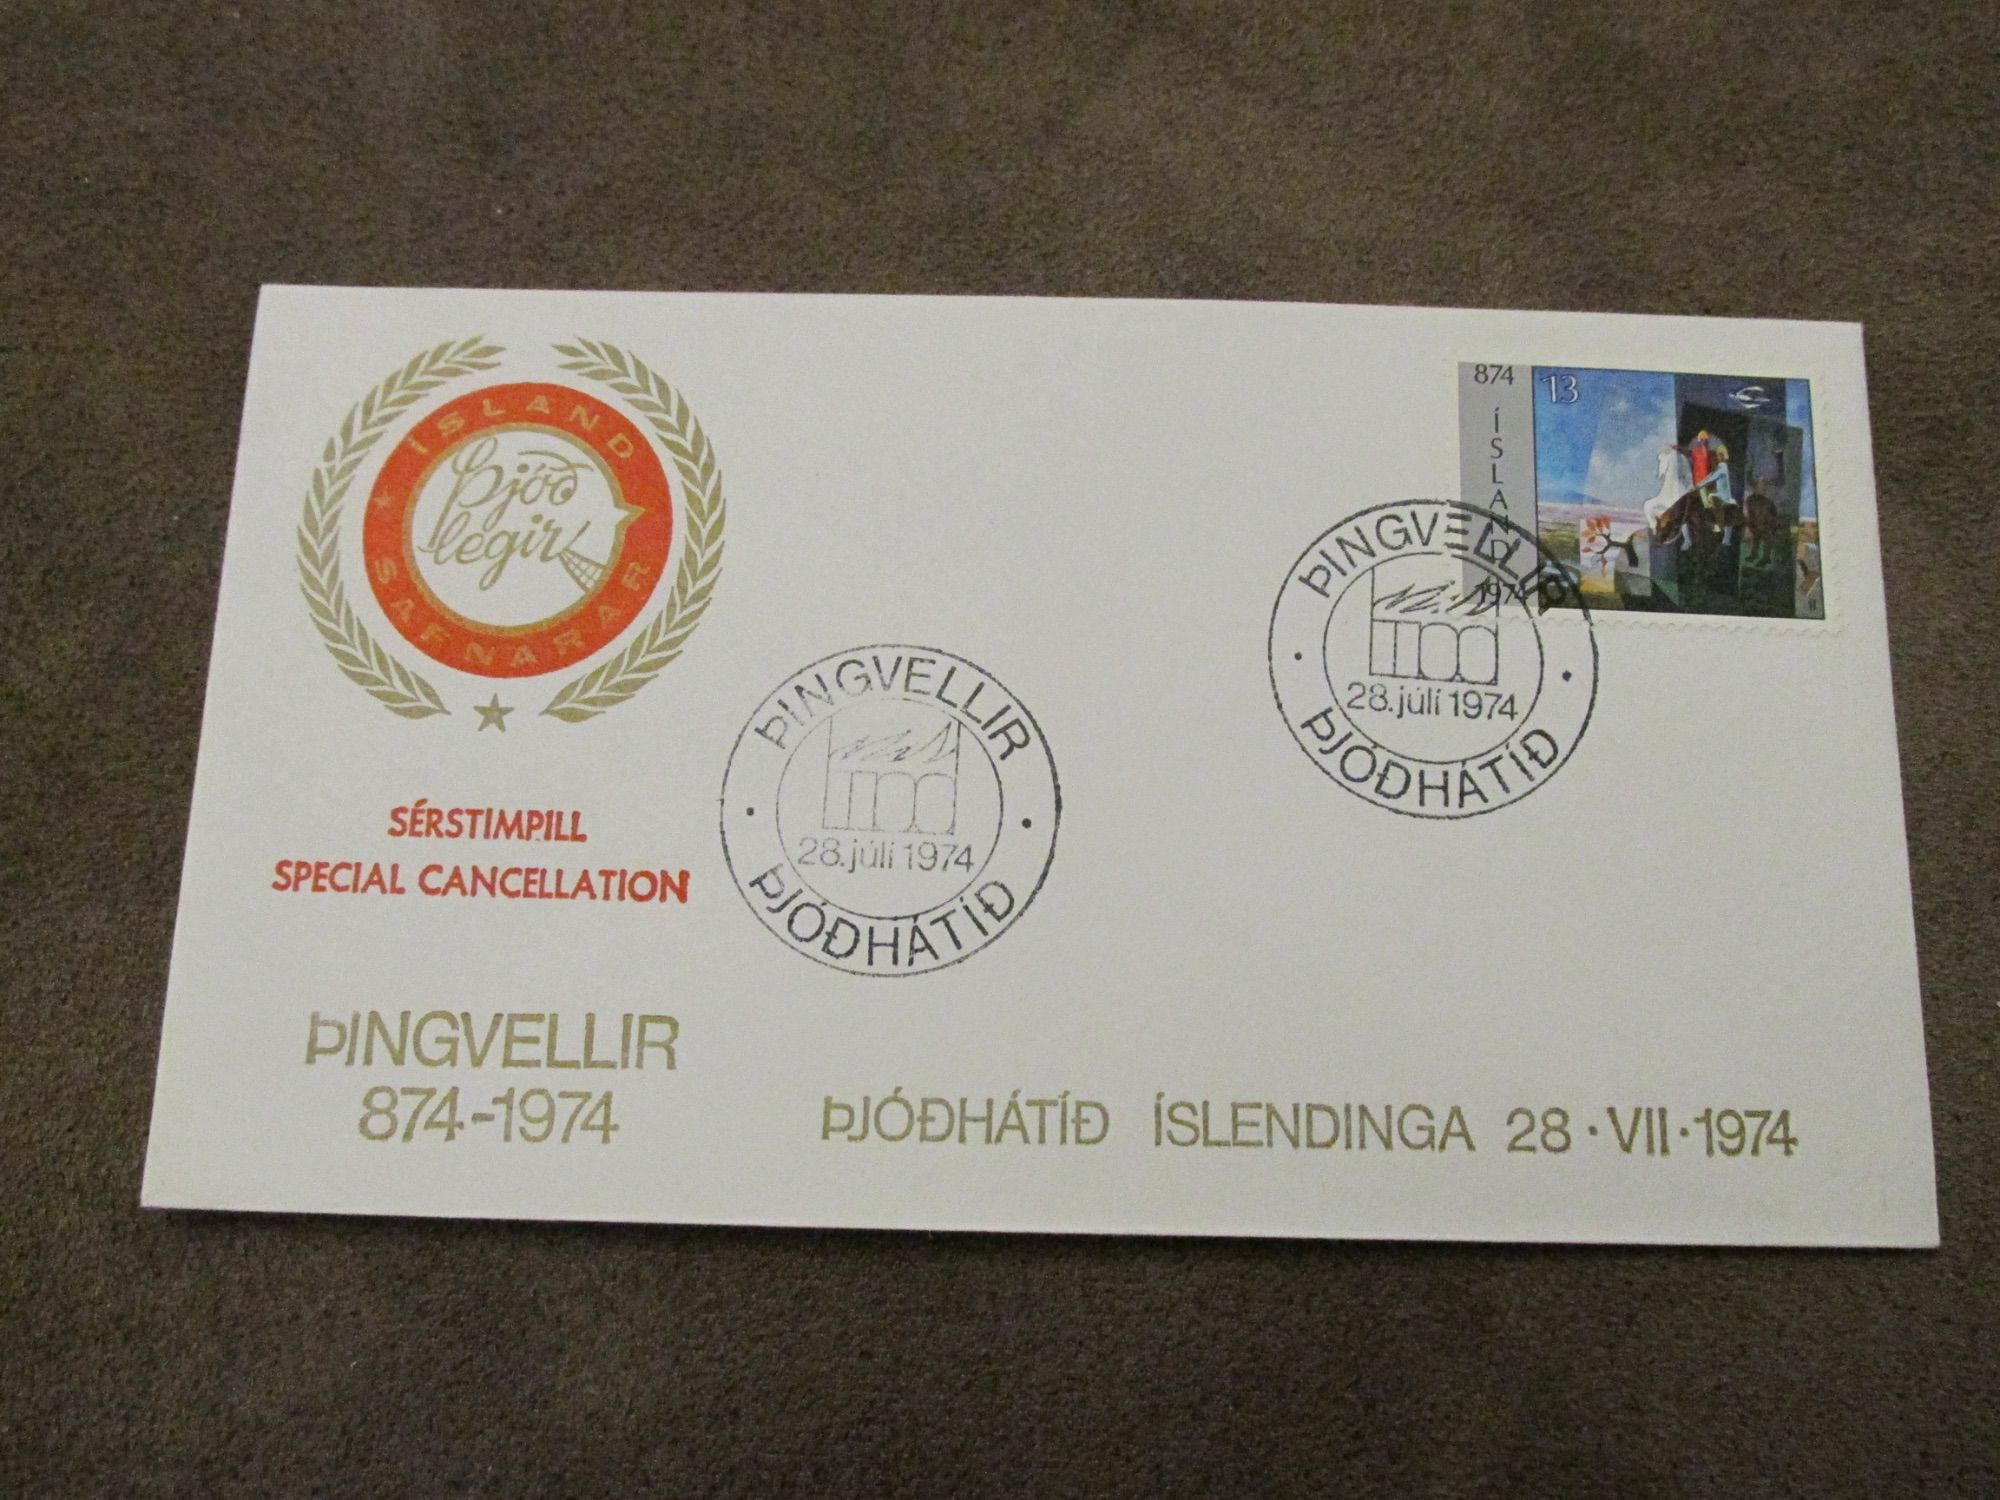 ÍSLAND
Þjóð
legir
SAFNARAR
874
13
ÍSLAND
1974
ÞINGVELLIR
28. júlí 1974
ÞJÓÐHÁTÍÐ
ÞINGVELLIR
28. júlí 1974
ÞJÓÐHÁTÍÐ
SÉRSTIMPILL
SPECIAL CANCELLATION
ÞINGVELLIR
874-1974
ÞJÓÐHÁTÍÐ ÍSLENDINGA 28·VII·1974